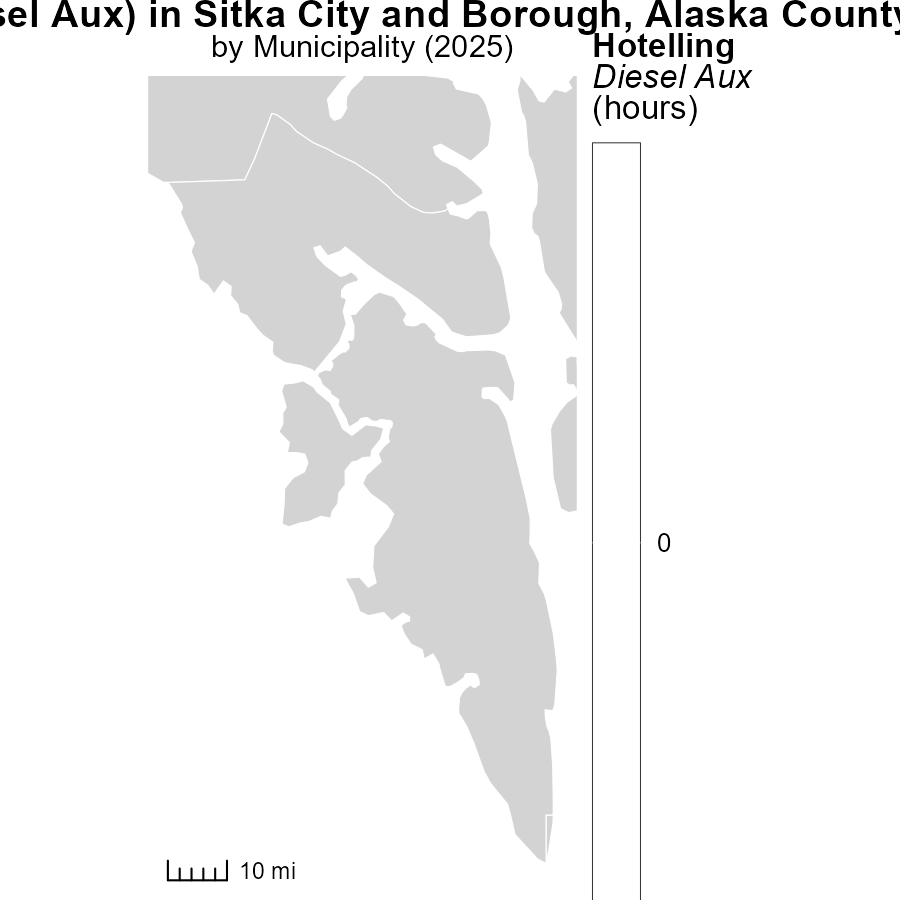 sel Aux) in Sitka City and Borough, Alaska County
by Municipality (2025)
Hotelling
Diesel Aux
(hours)
0
10 mi